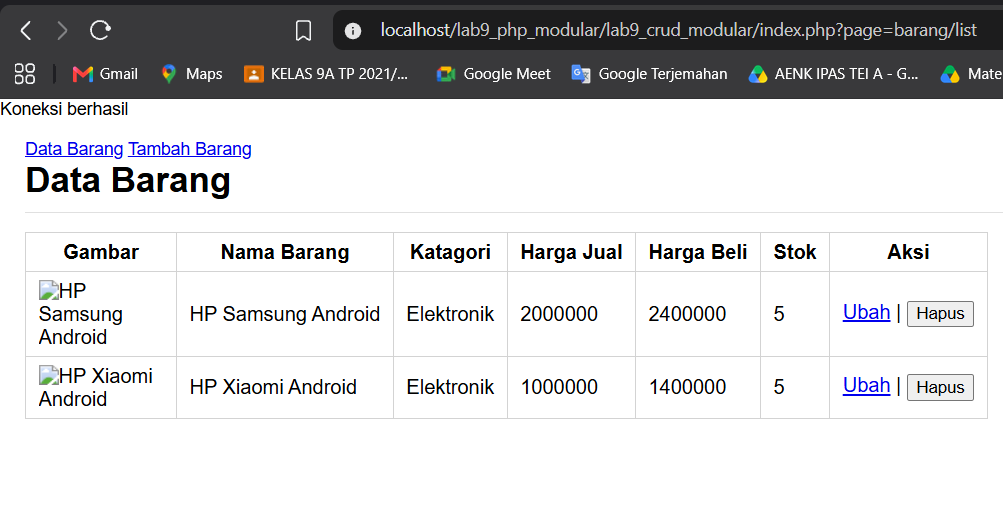 localhost/lab9_php_modular/lab9_crud_modular/index.php?page=barang/list
Gmail Maps KELAS 9A TP 2021/... Google Meet Google Terjemahan AENK IPAS TEI A - G... Mate
Koneksi berhasil
Data Barang Tambah Barang
Data Barang
Gambar Nama Barang Katagori Harga Jual Harga Beli Stok Aksi
HP Samsung Android HP Samsung Android Elektronik 2000000 2400000 5 Ubah | Hapus
HP Xiaomi Android HP Xiaomi Android Elektronik 1000000 1400000 5 Ubah | Hapus